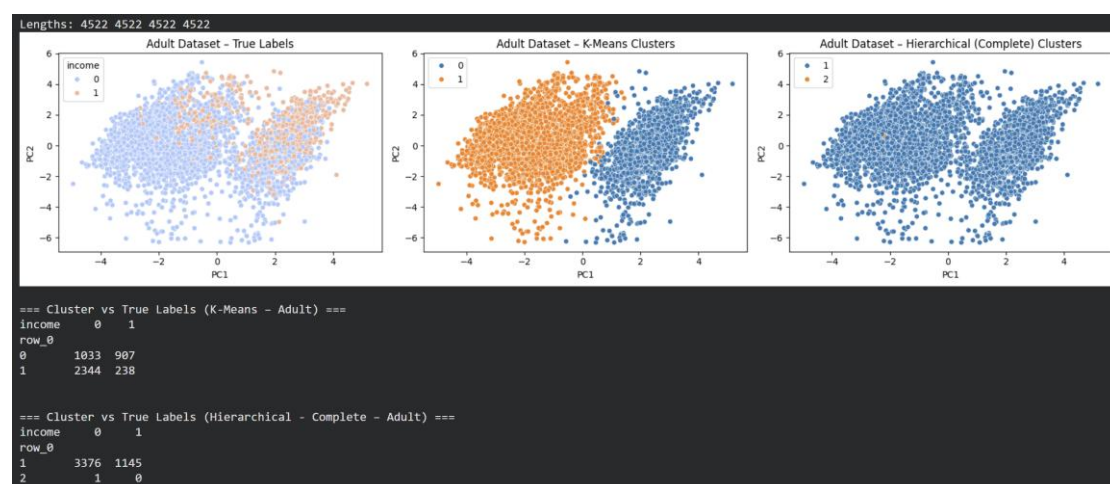 Lengths: 4522 4522 4522 4522
Adult Dataset – True Labels
income
0
1
6
4
2
0
−2
−4
−6
PC2
−4 −2 0 2 4
PC1
Adult Dataset – K-Means Clusters
0
1
6
4
2
0
−2
−4
−6
PC2
−4 −2 0 2 4
PC1
Adult Dataset – Hierarchical (Complete) Clusters
1
2
6
4
2
0
−2
−4
−6
PC2
−4 −2 0 2 4
PC1
=== Cluster vs True Labels (K-Means – Adult) ===
income 0 1
row_0
0 1033 907
1 2344 238
=== Cluster vs True Labels (Hierarchical - Complete – Adult) ===
income 0 1
row_0
1 3376 1145
2 1 0